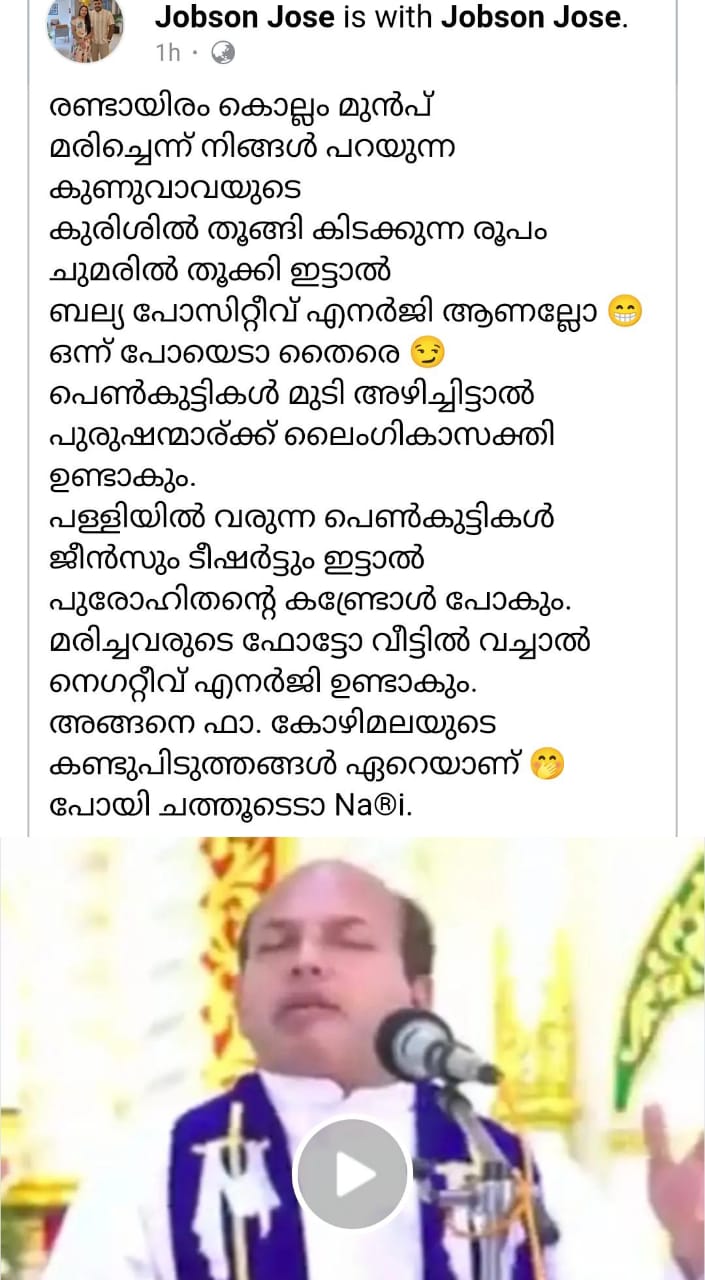 Jobson Jose is with Jobson Jose.
1h ·
രണ്ടായിരം കൊല്ലം മുൻപ്
മരിച്ചെന്ന് നിങ്ങൾ പറയുന്ന
കുണുവാവയുടെ
കുരിശിൽ തൂങ്ങി കിടക്കുന്ന രൂപം
ചുമരിൽ തൂക്കി ഇട്ടാൽ
ബല്യ പോസിറ്റീവ് എനർജി ആണല്ലോ 😁
ഒന്ന് പോയെടാ തൈരെ 😏
പെൺകുട്ടികൾ മുടി അഴിച്ചിട്ടാൽ
പുരുഷന്മാര്ക്ക് ലൈംഗികാസക്തി
ഉണ്ടാകും.
പള്ളിയിൽ വരുന്ന പെൺകുട്ടികൾ
ജീൻസും ടീഷർട്ടും ഇട്ടാൽ
പുരോഹിതന്റെ കണ്ട്രോൾ പോകും.
മരിച്ചവരുടെ ഫോട്ടോ വീട്ടിൽ വച്ചാൽ
നെഗറ്റീവ് എനർജി ഉണ്ടാകും.
അങ്ങനെ ഫാ. കോഴിമലയുടെ
കണ്ടുപിടുത്തങ്ങൾ ഏറെയാണ് 🤭
പോയി ചത്തൂടെടാ Na®i.